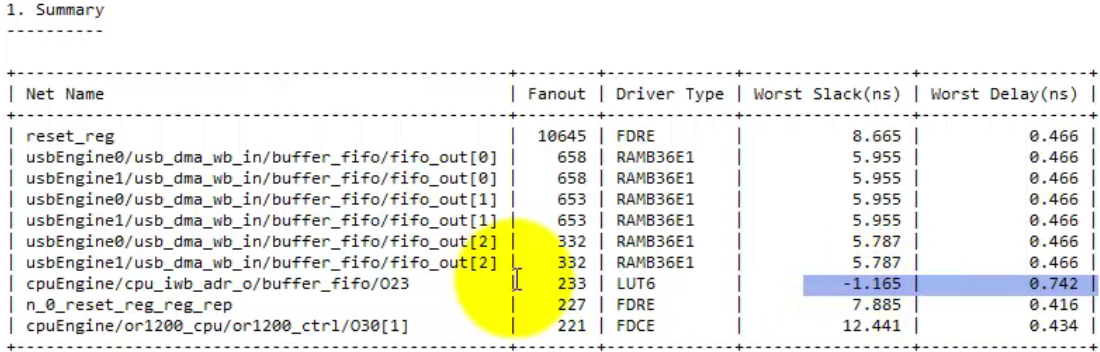 1. Summary
----------
+------------------------------------------------+--------+-------------+-----------------+-----------------+
| Net Name | Fanout | Driver Type | Worst Slack(ns) | Worst Delay(ns) |
+------------------------------------------------+--------+-------------+-----------------+-----------------+
| reset_reg | 10645 | FDRE | 8.665 | 0.466 |
| usbEngine0/usb_dma_wb_in/buffer_fifo/fifo_out[0] | 658 | RAMB36E1 | 5.955 | 0.466 |
| usbEngine1/usb_dma_wb_in/buffer_fifo/fifo_out[0] | 658 | RAMB36E1 | 5.955 | 0.466 |
| usbEngine0/usb_dma_wb_in/buffer_fifo/fifo_out[1] | 653 | RAMB36E1 | 5.955 | 0.466 |
| usbEngine1/usb_dma_wb_in/buffer_fifo/fifo_out[1] | 653 | RAMB36E1 | 5.955 | 0.466 |
| usbEngine0/usb_dma_wb_in/buffer_fifo/fifo_out[2] | 332 | RAMB36E1 | 5.787 | 0.466 |
| usbEngine1/usb_dma_wb_in/buffer_fifo/fifo_out[2] | 332 | RAMB36E1 | 5.787 | 0.466 |
| cpuEngine/cpu_iwb_adr_o/buffer_fifo/O23 | 233 | LUT6 | -1.165 | 0.742 |
| n_0_reset_reg_reg_rep | 227 | FDRE | 7.885 | 0.416 |
| cpuEngine/or1200_cpu/or1200_ctrl/O30[1] | 221 | FDCE | 12.441 | 0.434 |
+------------------------------------------------+--------+-------------+-----------------+-----------------+